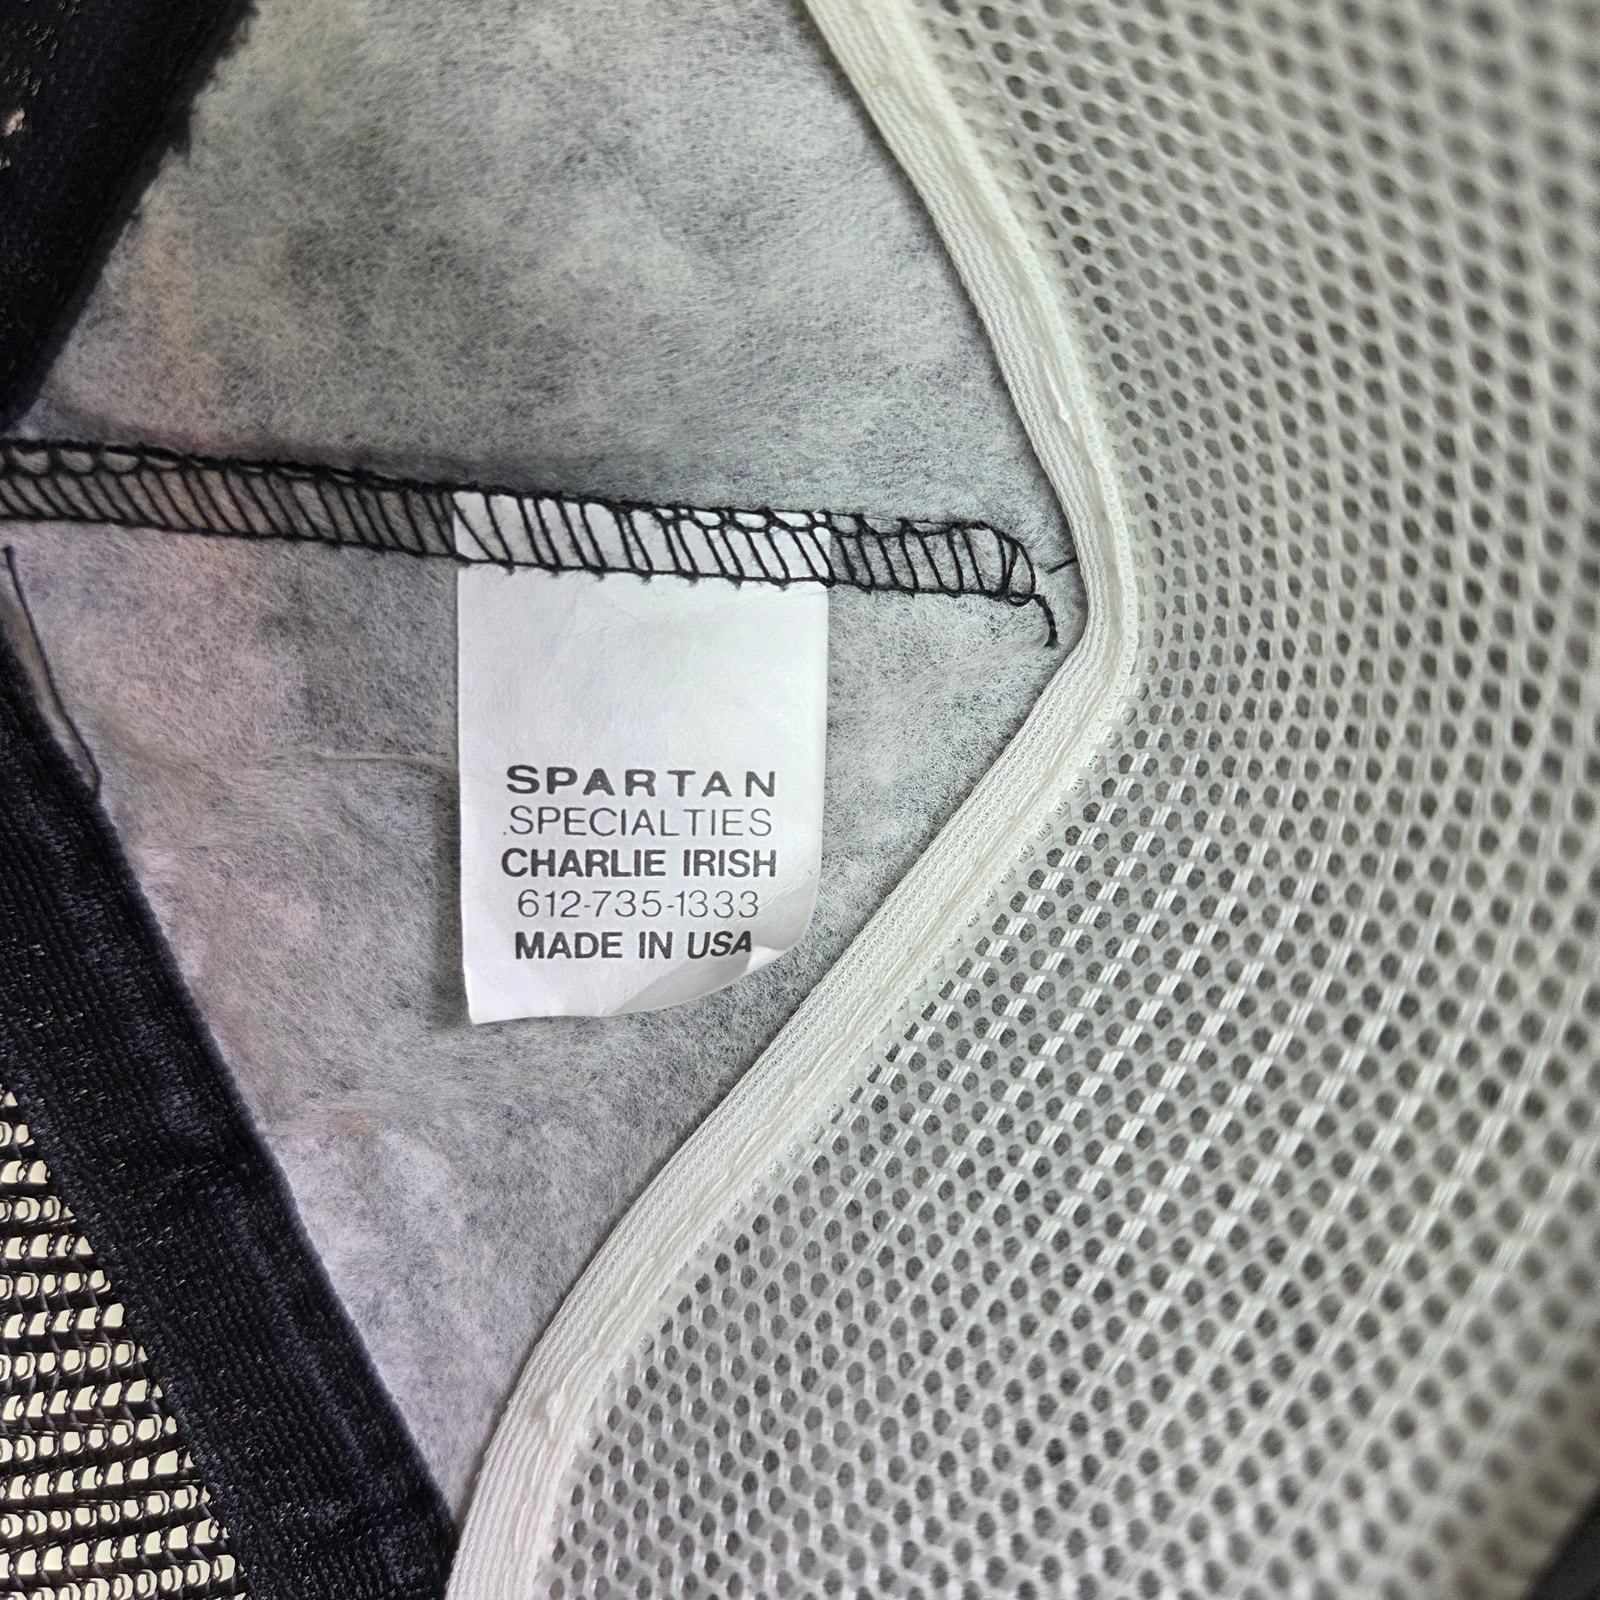 SPARTAN
.SPECIALTIES
CHARLIE IRISH
612-735-1333
MADE IN USA